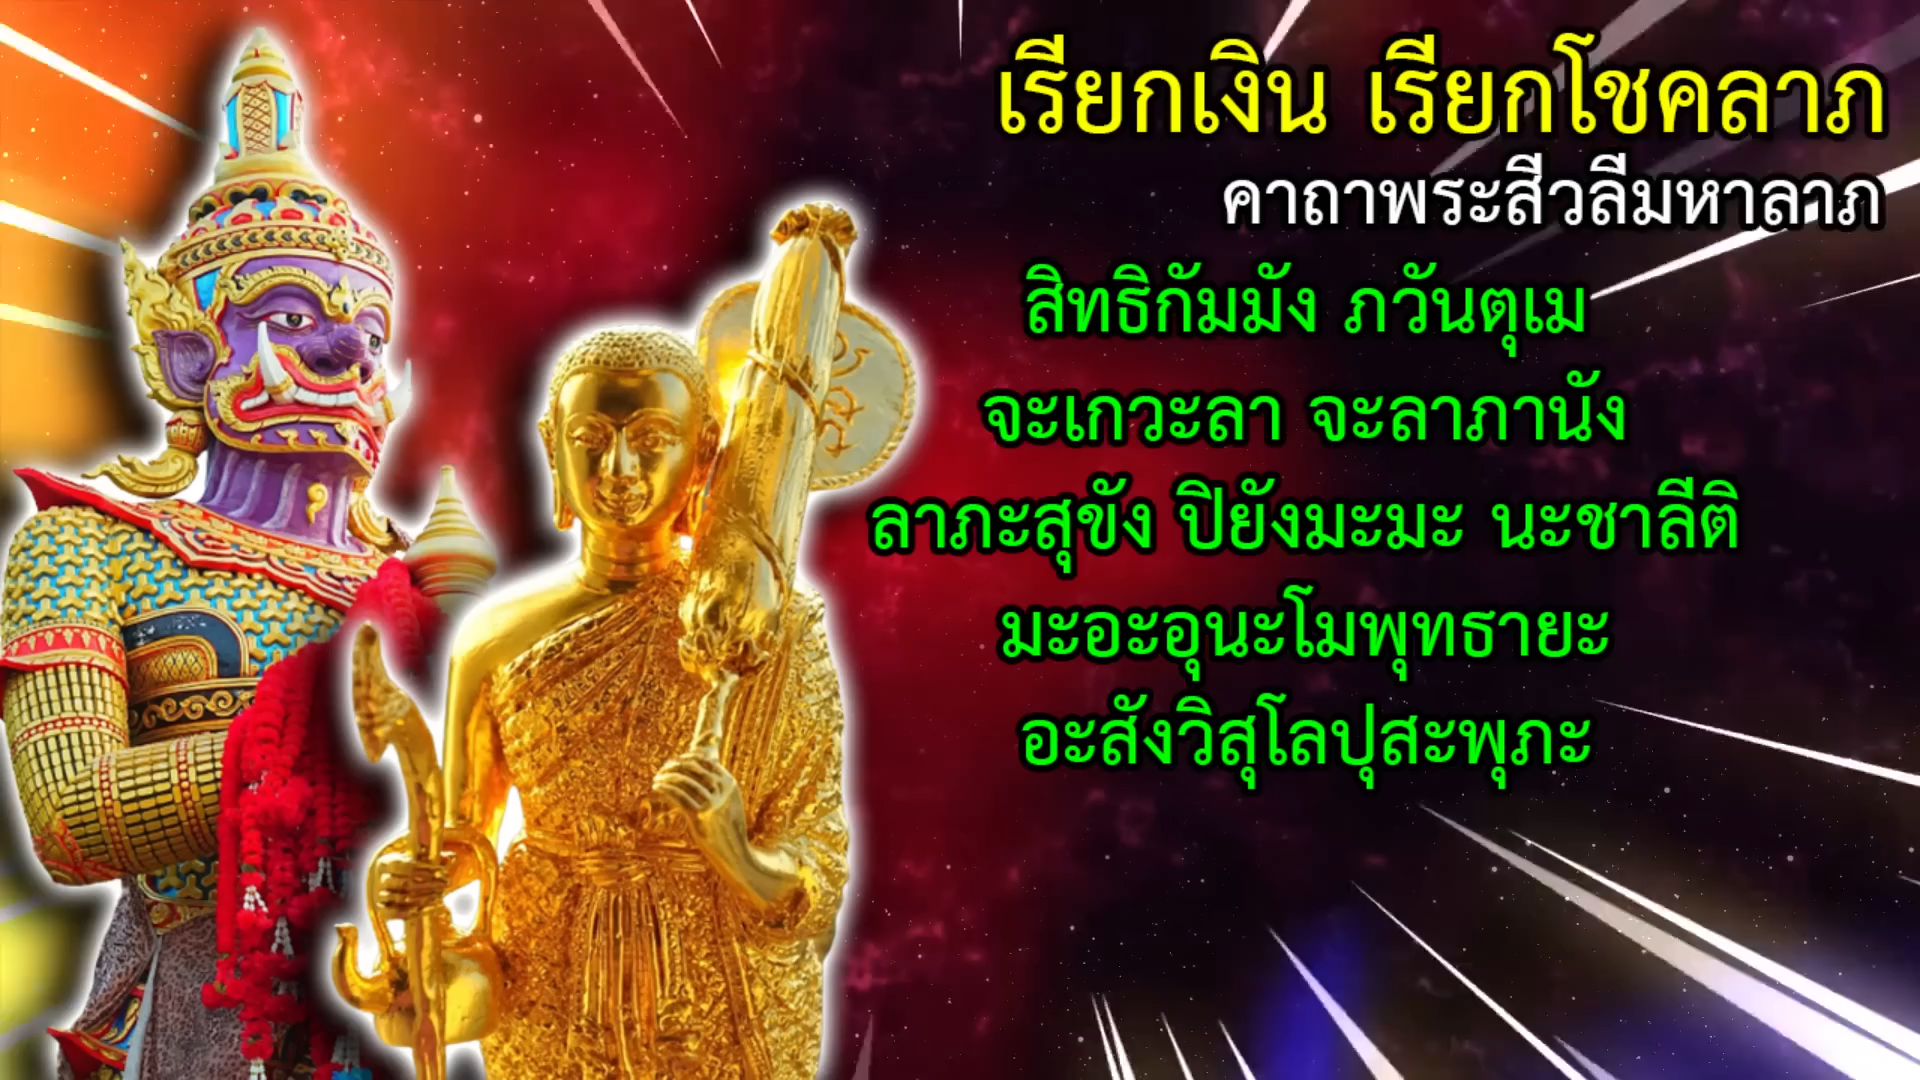 เรียกเงิน เรียกโชคลาภ
คาถาพระสีวลีมหาลาภ
สิทธิกัมมัง ภวันตุเม
จะเกวะลา จะลาภานัง
ลาภะสุขัง ปิยังมะมะ นะชาลีติ
มะอะอุนะโมพุทธายะ
อะสังวิสุโลปุสะพุภะ